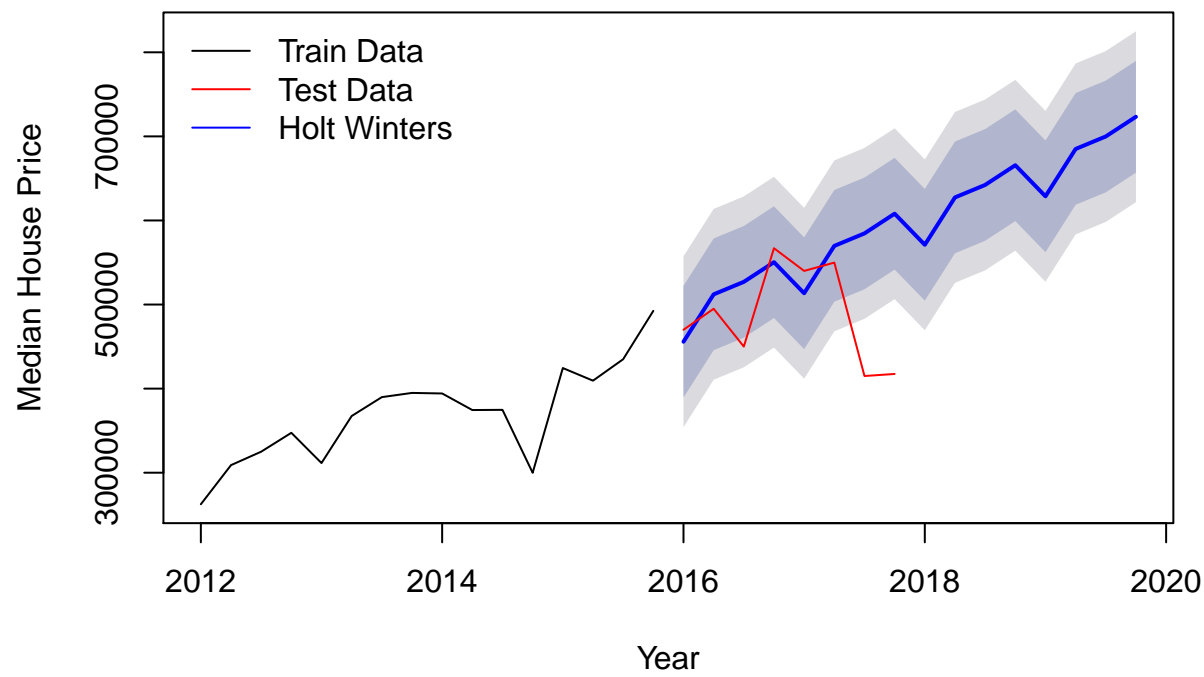 Train Data
Test Data
Holt Winters
Median House Price
700000
500000
300000
2012 2014 2016 2018 2020
Year